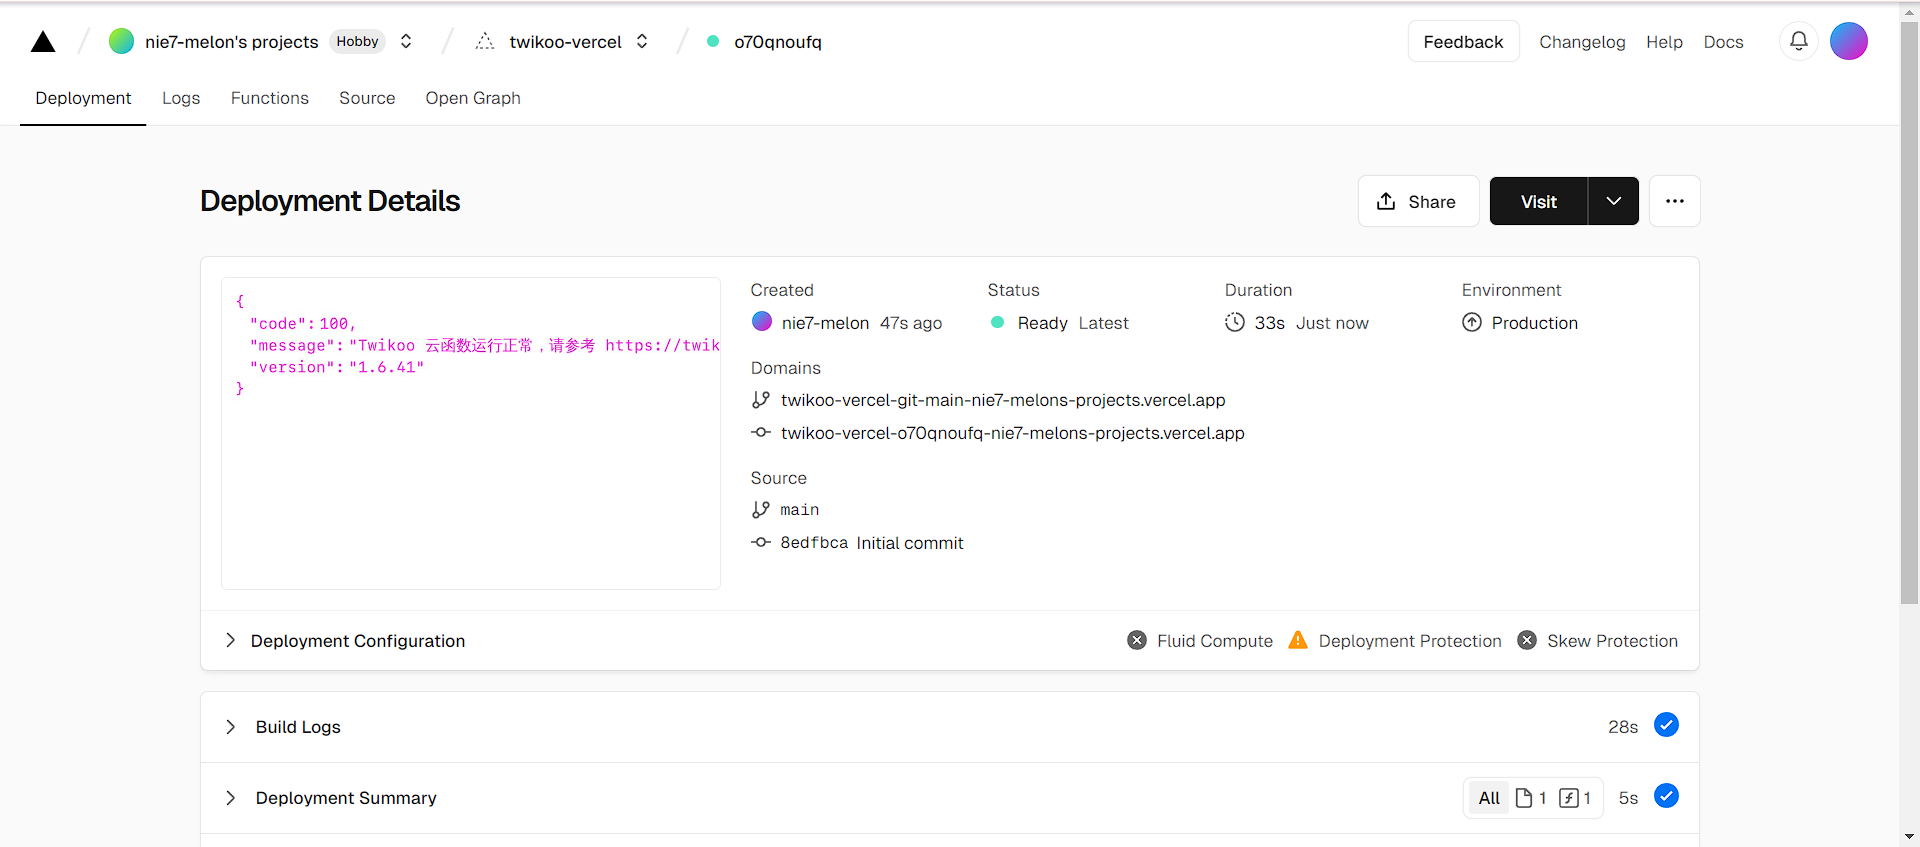 nie7-melon's projects Hobby twikoo-vercel o70qnoufq Feedback Changelog Help Docs
Deployment Logs Functions Source Open Graph
Deployment Details Share Visit
{
"code": 100,
"message": "Twikoo 云函数运行正常，请参考 https://twik
"version": "1.6.41"
}
Created Status Duration Environment
nie7-melon 47s ago Ready Latest 33s Just now Production
Domains
twikoo-vercel-git-main-nie7-melons-projects.vercel.app
twikoo-vercel-o70qnoufq-nie7-melons-projects.vercel.app
Source
main
8edfbca Initial commit
Deployment Configuration Fluid Compute Deployment Protection Skew Protection
Build Logs 28s
Deployment Summary All 1 1 5s